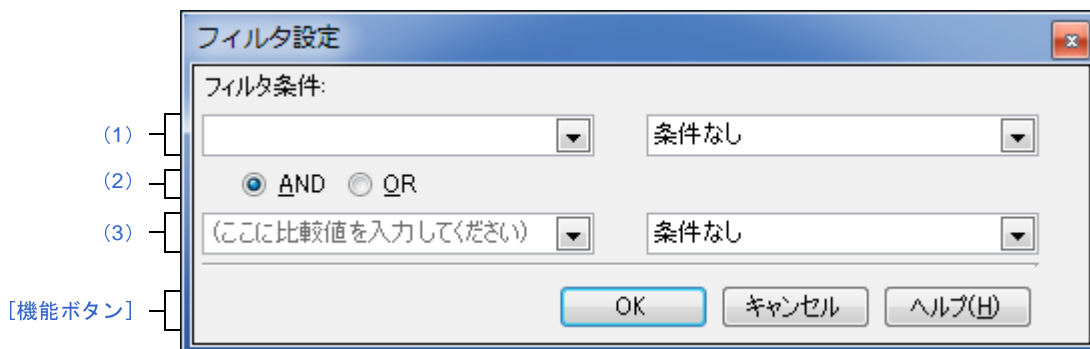 フィルタ設定
フィルタ条件:
(1) 条件なし
(2) AND OR
(3) (ここに比較値を入力してください) 条件なし
[機能ボタン] OK キャンセル ヘルプ(H)